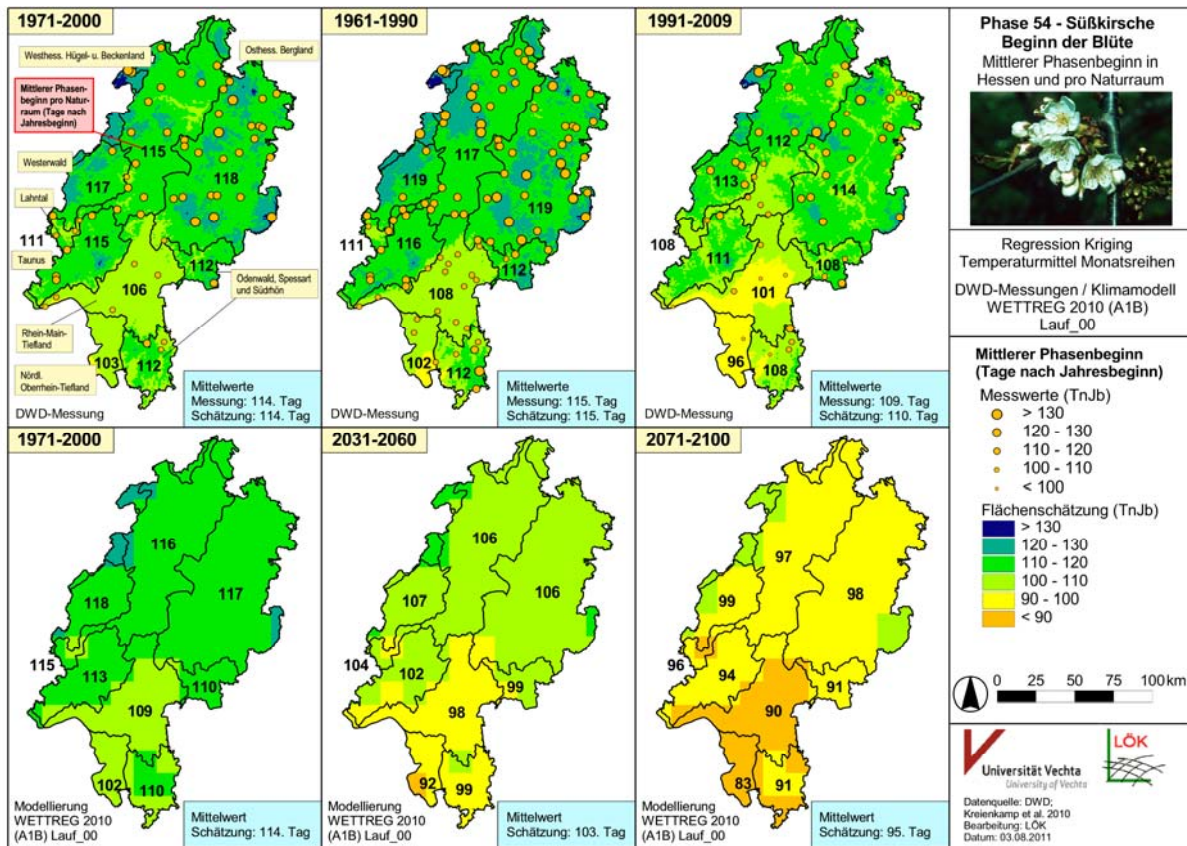 1971-2000
Westhess. Hügel- u. Beckenland
Osthess. Bergland
Mittlerer Phasen-
beginn pro Natur-
raum (Tage nach
Jahresbeginn)
115
Westerwald
117
118
Lahntal
111
115
Taunus
112
106
Odenwald, Spessart
und Südrhön
Rhein-Main-
Tiefland
103
112
Nördl.
Oberrhein-Tiefland
DWD-Messung
Mittelwerte
Messung: 114. Tag
Schätzung: 114. Tag
1961-1990
117
119
119
111
116
112
108
102
112
DWD-Messung
Mittelwerte
Messung: 115. Tag
Schätzung: 115. Tag
1991-2009
112
113
114
108
111
108
101
96
108
DWD-Messung
Mittelwerte
Messung: 109. Tag
Schätzung: 110. Tag
1971-2000
116
118
117
115
113
110
109
102
110
Modellierung
WETTREG 2010
(A1B) Lauf_00
Mittelwert
Schätzung: 114. Tag
2031-2060
106
107
106
104
102
99
98
92
99
Modellierung
WETTREG 2010
(A1B) Lauf_00
Mittelwert
Schätzung: 103. Tag
2071-2100
97
99
98
96
94
91
90
83
91
Modellierung
WETTREG 2010
(A1B) Lauf_00
Mittelwert
Schätzung: 95. Tag
Phase 54 - Süßkirsche
Beginn der Blüte
Mittlerer Phasenbeginn in
Hessen und pro Naturraum
Regression Kriging
Temperaturmittel Monatsreihen
DWD-Messungen / Klimamodell
WETTREG 2010 (A1B)
Lauf_00
Mittlerer Phasenbeginn
(Tage nach Jahresbeginn)
Messwerte (TnJb)
> 130
120 - 130
110 - 120
100 - 110
< 100
Flächenschätzung (TnJb)
> 130
120 - 130
110 - 120
100 - 110
90 - 100
< 90
0 25 50 75 100 km
Universität Vechta
University of Vechta
LÖK
Datenquelle: DWD;
Kreienkamp et al. 2010
Bearbeitung: LÖK
Datum: 03.08.2011